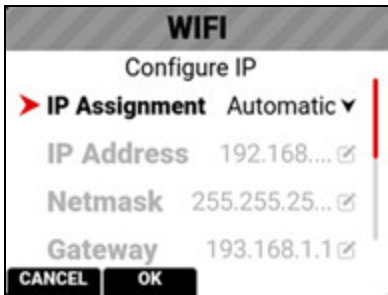 WIFI
Configure IP
IP Assignment Automatic
IP Address 192.168....
Netmask 255.255.25...
Gateway 193.168.1.1
CANCEL OK